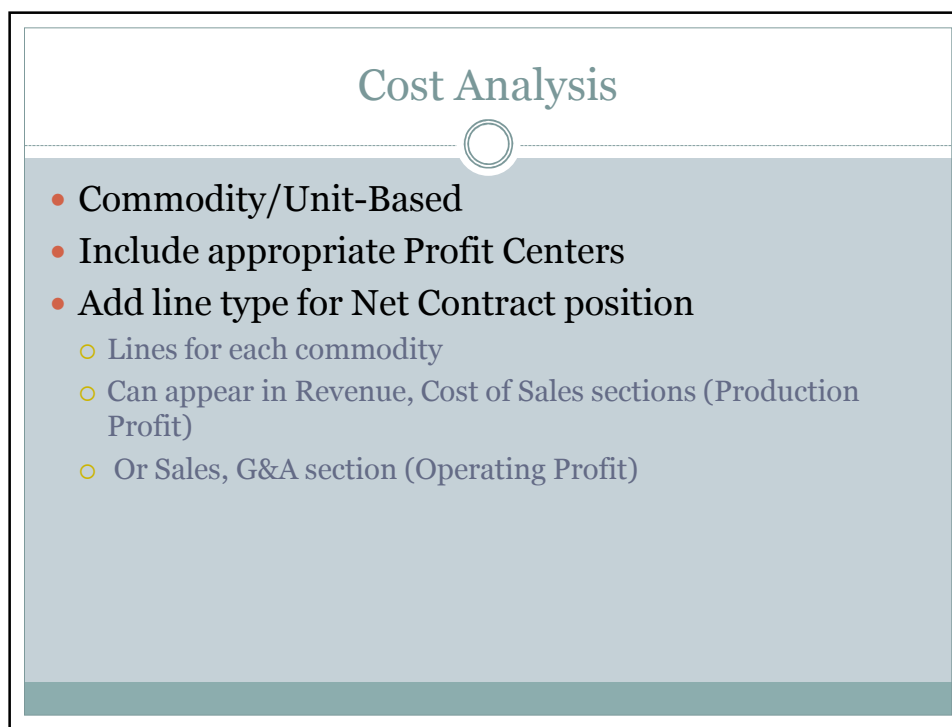 Cost Analysis
Commodity/Unit-Based
Include appropriate Profit Centers
Add line type for Net Contract position
Lines for each commodity
Can appear in Revenue, Cost of Sales sections (Production
Profit)
Or Sales, G&A section (Operating Profit)